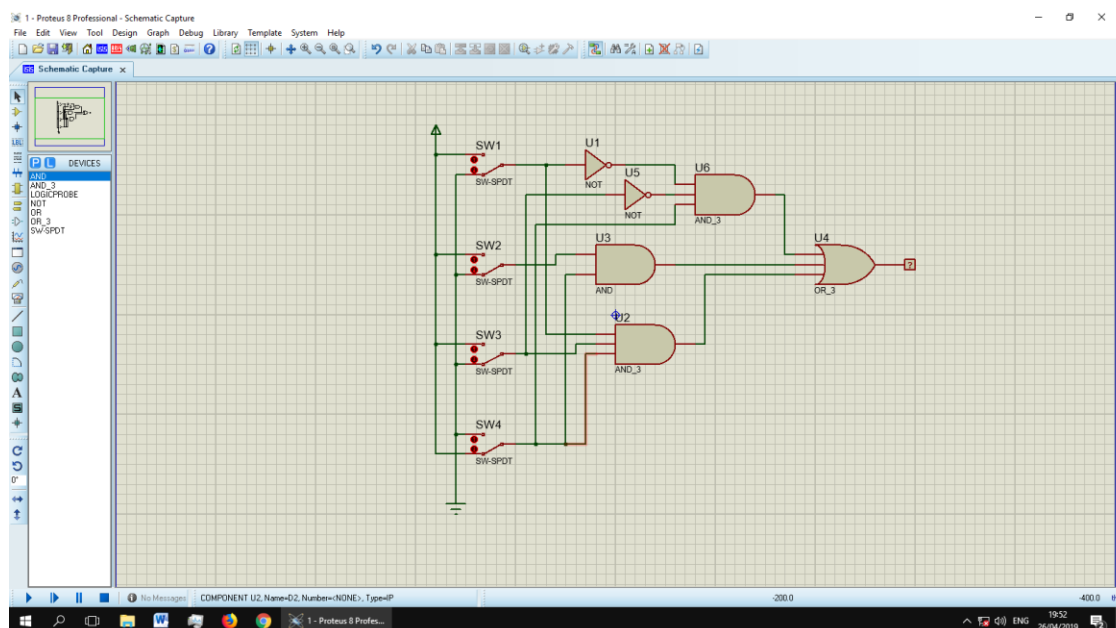 1 - Proteus 8 Professional - Schematic Capture
File Edit View Tool Design Graph Debug Library Template System Help
Schematic Capture
P L DEVICES
AND
AND_3
LOGICPROBE
NOT
OR
OR_3
SW-SPDT
LBL
A
S
0°
SW1
SW-SPDT
U1
NOT
U5
NOT
U6
AND_3
SW2
SW-SPDT
U3
AND
U4
OR_3
?
SW3
SW-SPDT
U2
AND_3
SW4
SW-SPDT
No Messages COMPONENT U2, Name=D2, Number=<NONE>, Type=IP -200.0 -400.0
1 - Proteus 8 Profes...
ENG
19:52
26/04/2019